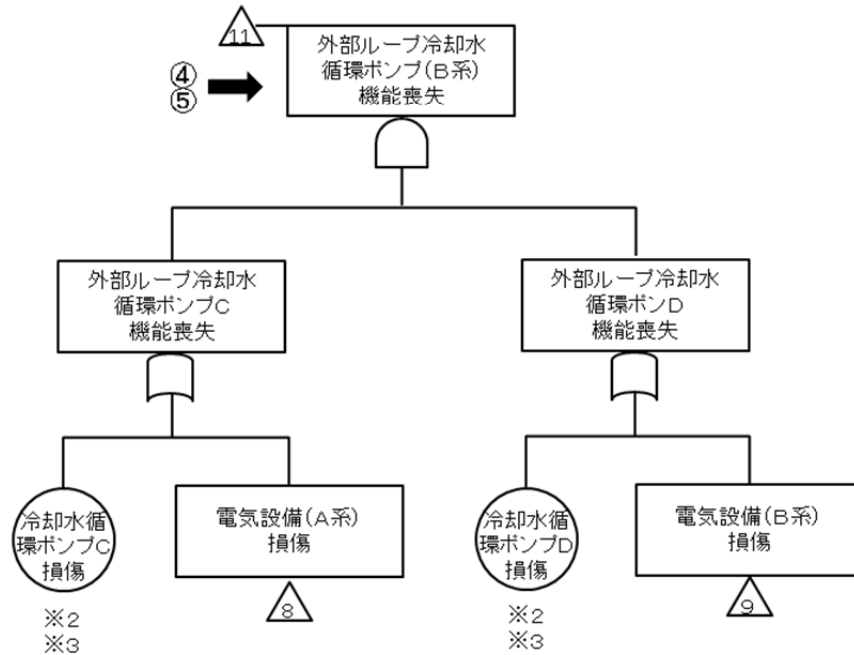 11
外部ループ冷却水
循環ポンプ(B系)
機能喪失
④
⑤
外部ループ冷却水
循環ポンプC
機能喪失
外部ループ冷却水
循環ポンD
機能喪失
冷却水循
環ポンプC
損傷
※2
※3
電気設備(A系)
損傷
8
冷却水循
環ポンプD
損傷
※2
※3
電気設備(B系)
損傷
9